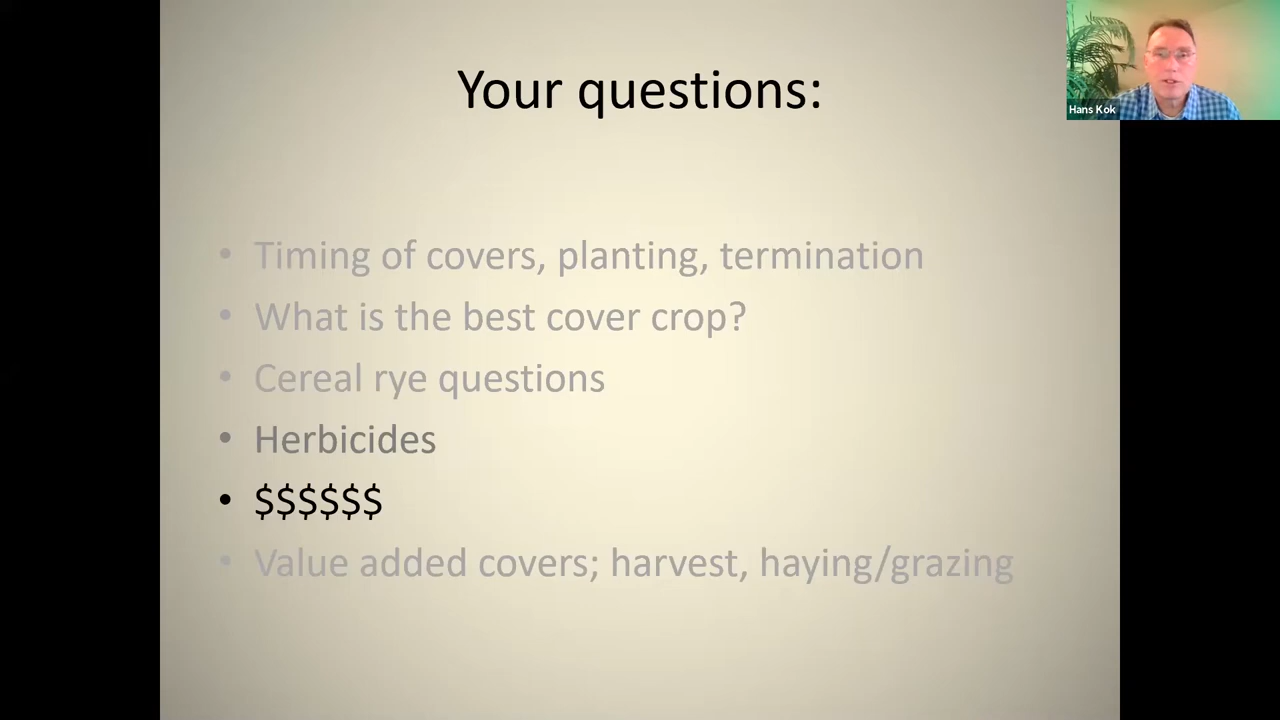 Your questions:
Hans Kok
• Timing of covers, planting, termination
• What is the best cover crop?
• Cereal rye questions
• Herbicides
• $$$$$$
• Value added covers; harvest, haying/grazing